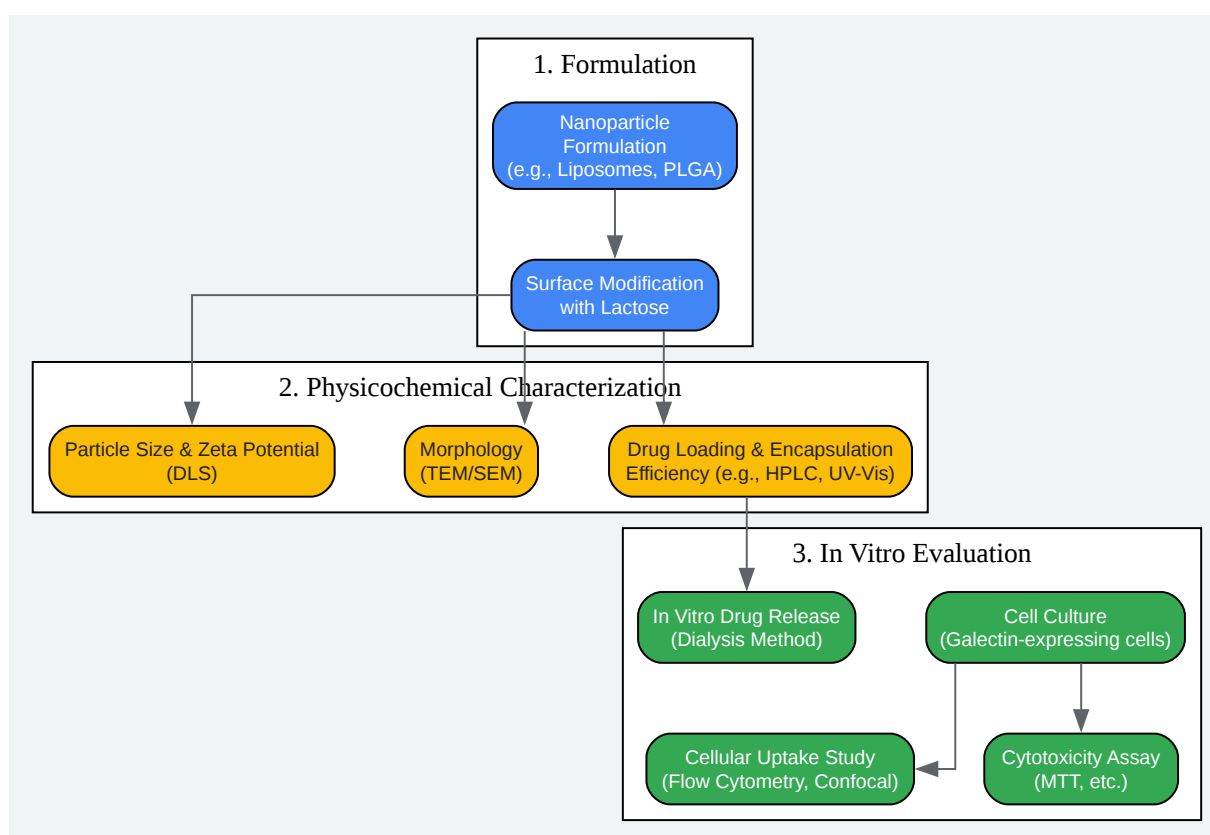 1. Formulation
Nanoparticle
Formulation
(e.g., Liposomes, PLGA)
Surface Modification
with Lactose
2. Physicochemical Characterization
Particle Size & Zeta Potential
(DLS)
Morphology
(TEM/SEM)
Drug Loading & Encapsulation
Efficiency (e.g., HPLC, UV-Vis)
3. In Vitro Evaluation
In Vitro Drug Release
(Dialysis Method)
Cell Culture
(Galectin-expressing cells)
Cellular Uptake Study
(Flow Cytometry, Confocal)
Cytotoxicity Assay
(MTT, etc.)